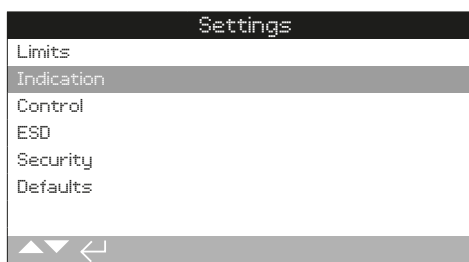 Settings
Limits
Indication
Control
ESD
Security
Defaults